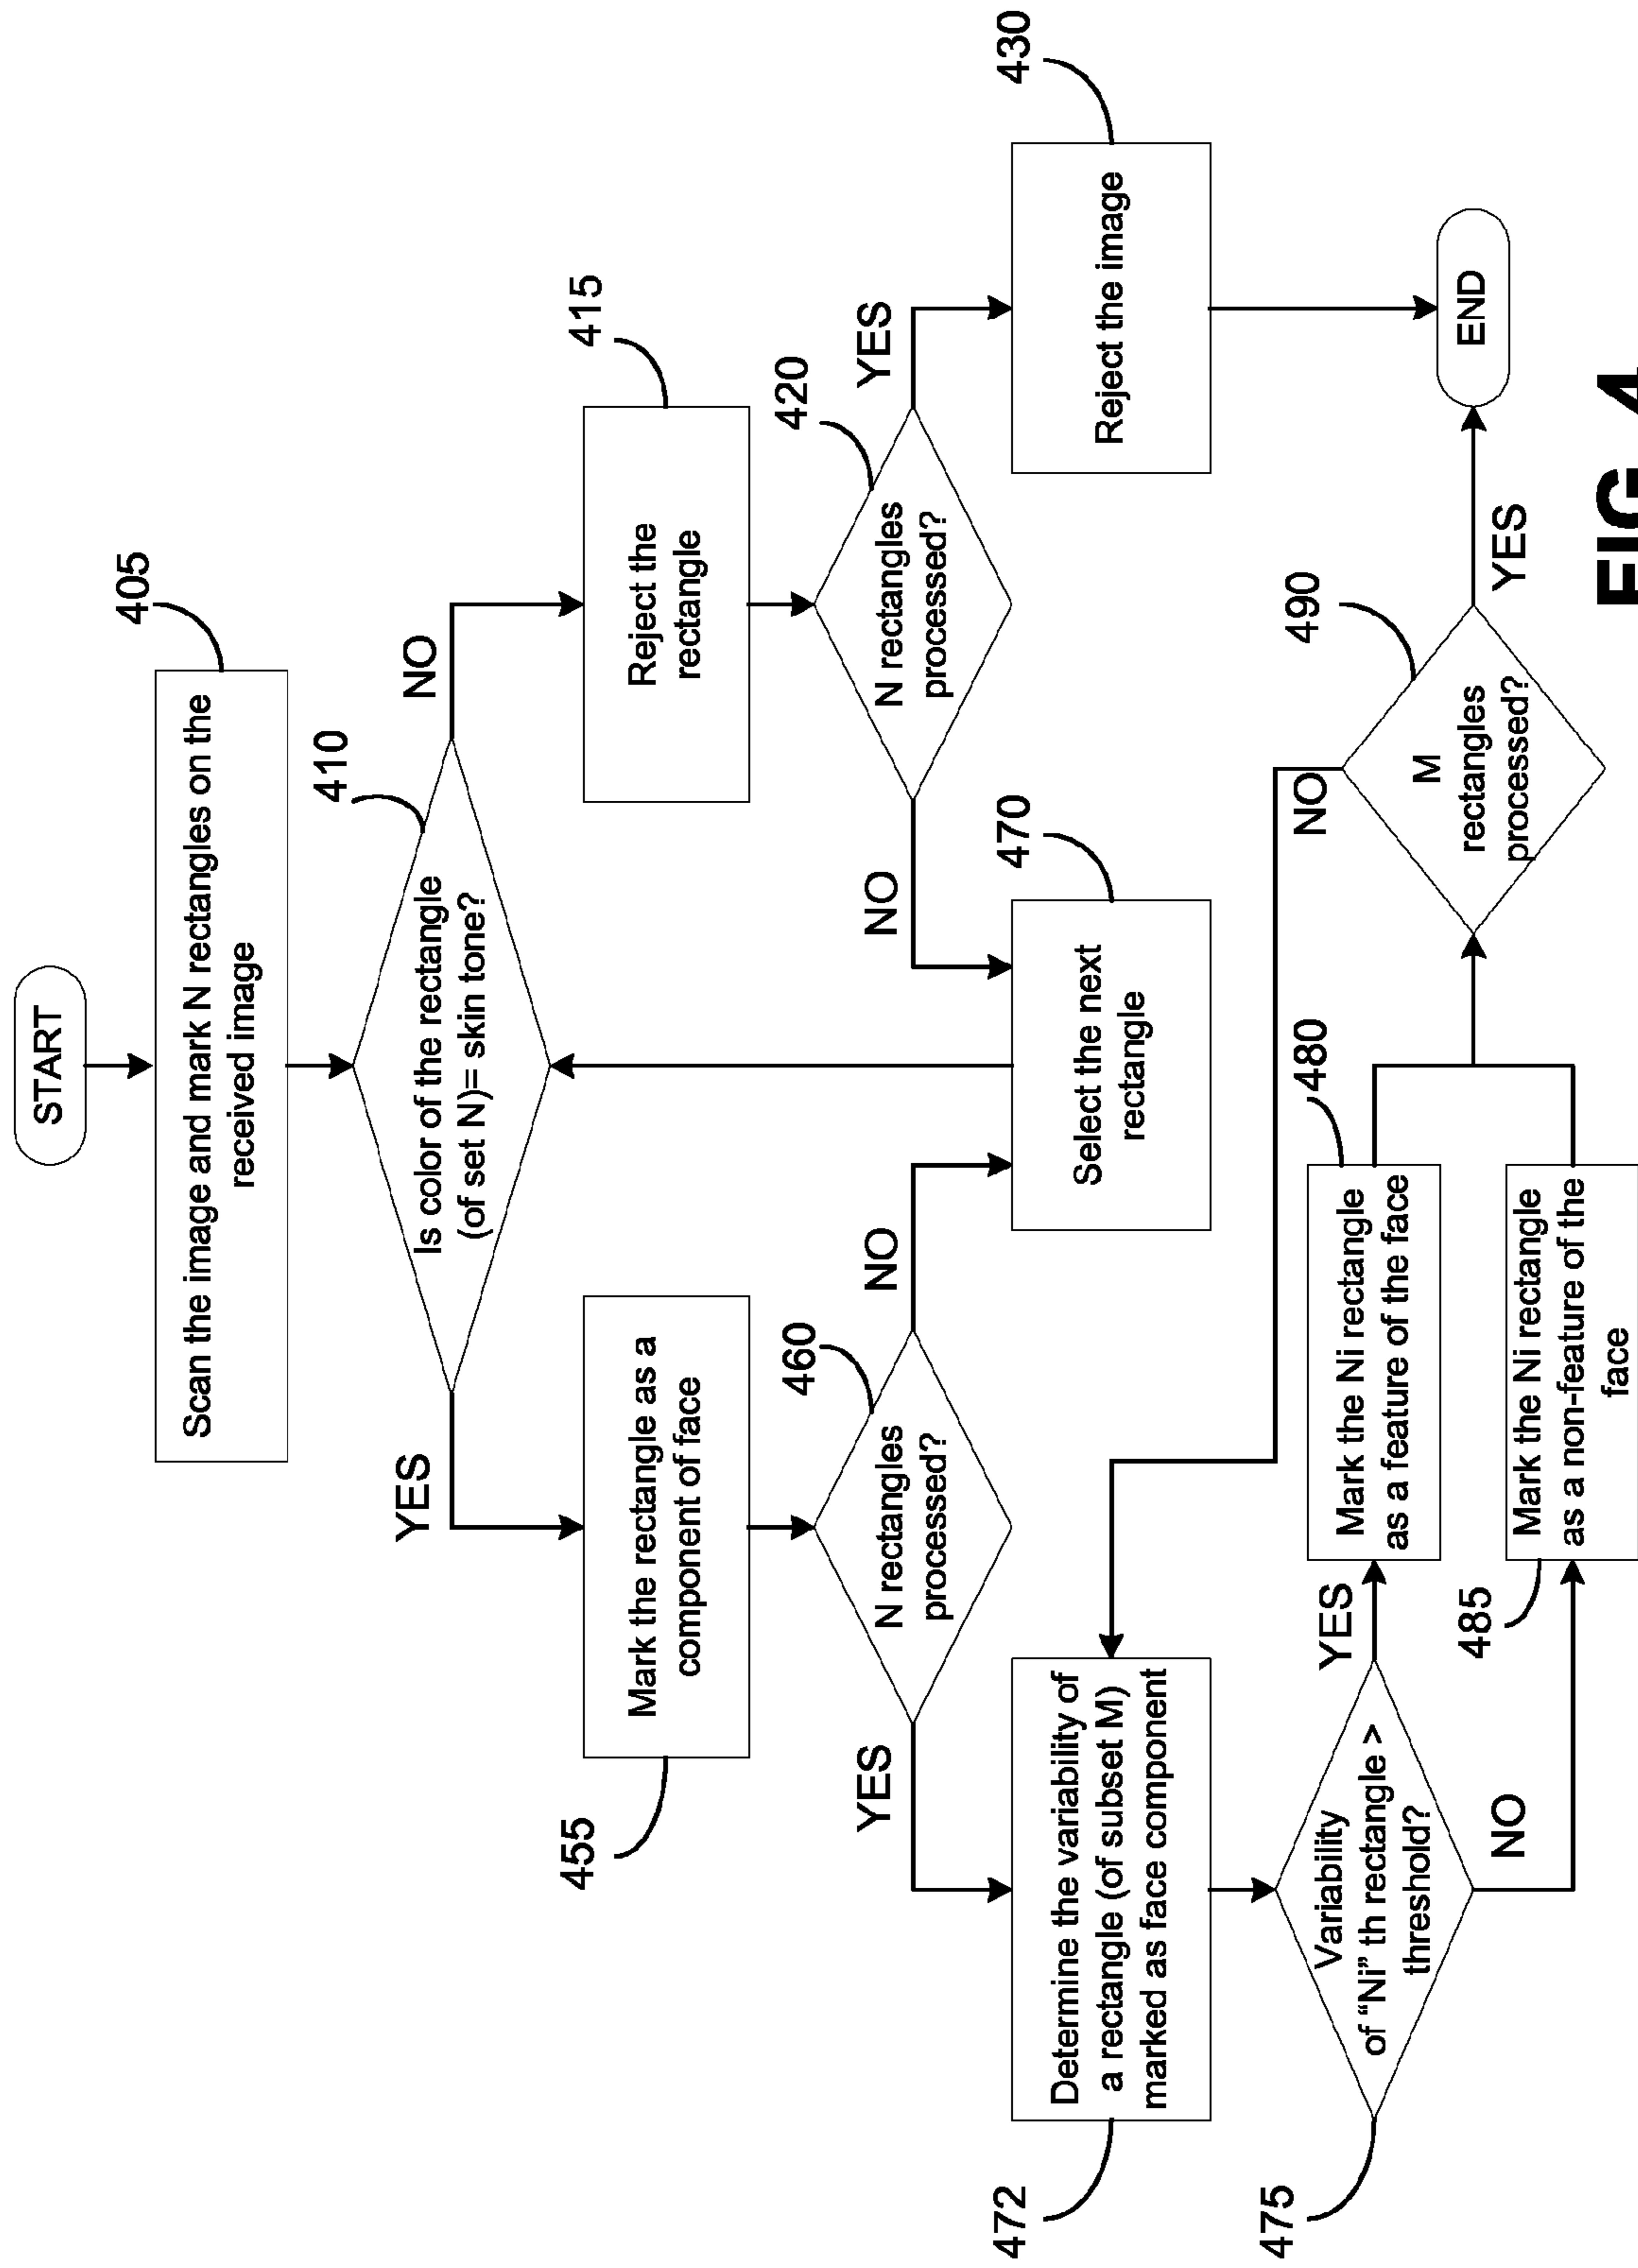 START
405
Scan the image and mark N rectangles on the
received image
410
Is color of the rectangle
(of set N)= skin tone?
YES
NO
455
Mark the rectangle as a
component of face
415
Reject the
rectangle
460
N rectangles
processed?
420
N rectangles
processed?
YES
NO
NO
YES
472
Determine the variability of
a rectangle (of subset M)
marked as face component
470
Select the next
rectangle
430
Reject the image
475
Variability
of “Ni” th rectangle >
threshold?
YES
NO
480
Mark the Ni rectangle
as a feature of the face
485
Mark the Ni rectangle
as a non-feature of the
face
490
M
rectangles
processed?
NO
YES
END
FIG. 4